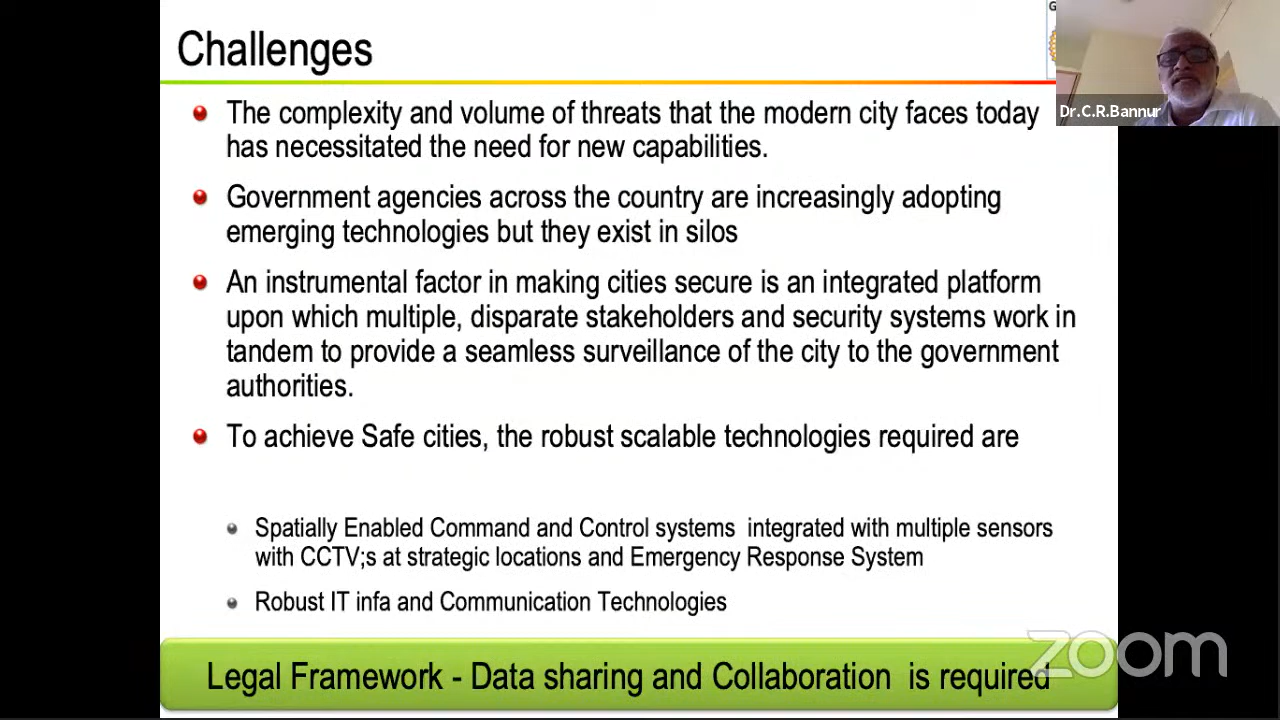 Challenges
G
Dr.C.R.Bannur
The complexity and volume of threats that the modern city faces today
has necessitated the need for new capabilities.
Government agencies across the country are increasingly adopting
emerging technologies but they exist in silos
An instrumental factor in making cities secure is an integrated platform
upon which multiple, disparate stakeholders and security systems work in
tandem to provide a seamless surveillance of the city to the government
authorities.
To achieve Safe cities, the robust scalable technologies required are
Spatially Enabled Command and Control systems integrated with multiple sensors
with CCTV;s at strategic locations and Emergency Response System
Robust IT infa and Communication Technologies
Legal Framework - Data sharing and Collaboration is required
zoom